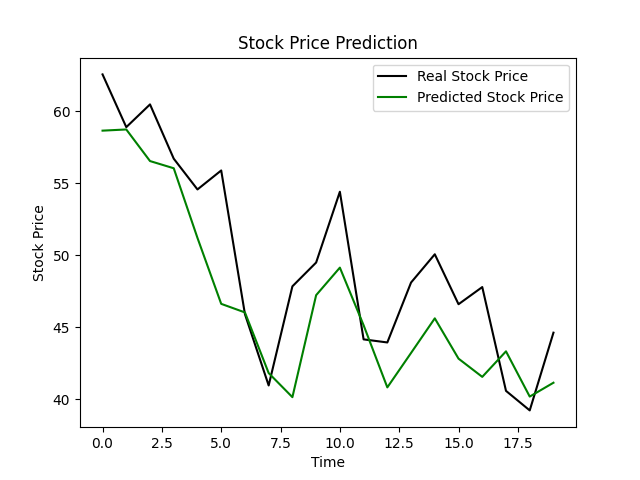 Stock Price Prediction
Real Stock Price
Predicted Stock Price
Stock Price
60
55
50
45
40
0.0 2.5 5.0 7.5 10.0 12.5 15.0 17.5
Time